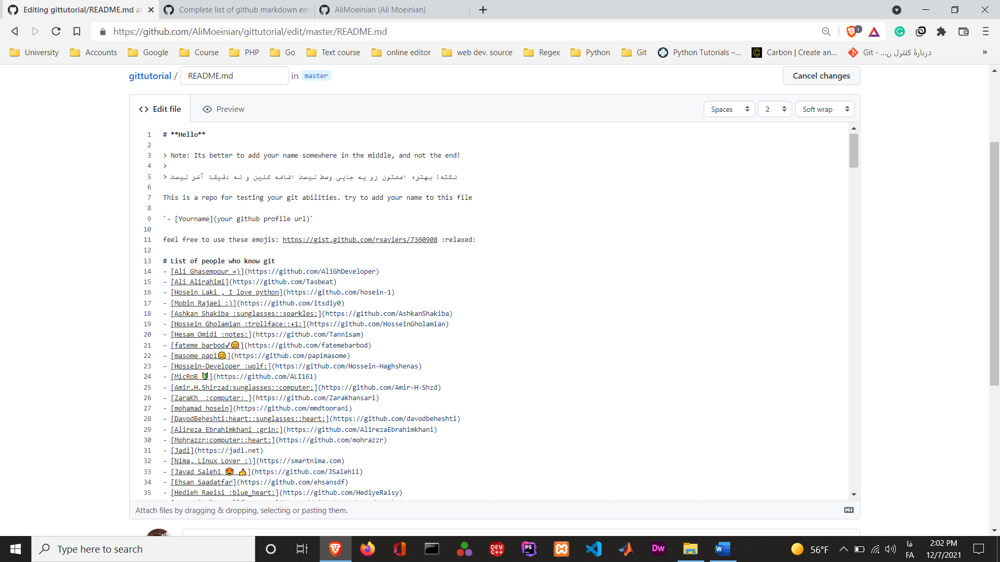 Editing gittutorial/README.md at
Complete list of github markdown em
AliMoeinian (Ali Moeinian)
https://github.com/AliMoeinian/gittutorial/edit/master/README.md
1
University
Accounts
Google
Course
PHP
Go
Text course
online editor
web dev. source
Regex
Python
Git
Python Tutorials –...
Carbon | Create an...
Git - ...دربارهٔ کنترل ن
»
gittutorial / README.md in master
Cancel changes
<> Edit file
Preview
Spaces
2
Soft wrap
1 # **Hello**
2
3 > Note: Its better to add your name somewhere in the middle, and not the end!
4 >
5 > نکته: بهتره اسمتون رو یه جایی وسط لیست اضافه کنین و نه دقیقا آخر لیست
6
7 This is a repo for testing your git abilities. try to add your name to this file
8
9 `- [Yourname](your github profile url)`
10
11 feel free to use these emojis: https://gist.github.com/rxaviers/7360908 :relaxed:
12
13 # List of people who know git
14 - [Ali Ghasempour =)](https://github.com/AliGhDeveloper)
15 - [Ali Alirahimi](https://github.com/Tasbeat)
16 - [Hosein Laki , I love python](https://github.com/hosein-1)
17 - [Mobin Rajaei :)](https://github.com/itsdiy0)
18 - [Ashkan Shakiba :sunglasses::sparkles:](https://github.com/AshkanShakiba)
19 - [Hossein Gholamian :trollface::+1:](https://github.com/HosseinGholamian)
20 - [Hesam Omidi :notes:](https://github.com/Tannisam)
21 - [fateme barbod✔😊](https://github.com/fatemebarbod)
22 - [masome papi😊](https://github.com/papimasome)
23 - [Hossein-Developer :wolf:](https://github.com/Hossein-Haghshenas)
24 - [MicRoB 🔰](https://github.com/ALI161)
25 - [Amir.H.Shirzad:sunglasses::computer:](https://github.com/Amir-H-Shzd)
26 - [ZaraKh  :computer: ](https://github.com/Zarakhansari)
27 - [mohamad hosein](https://github.com/mmdtoorani)
28 - [DavodBeheshti:heart::sunglasses::heart:](https://github.com/davodbeheshti)
29 - [Alireza Ebrahimkhani :grin:](https://github.com/AlirezaEbrahimkhani)
30 - [Mohrazzr:computer::heart:](https://github.com/mohrazzr)
31 - [Jadi](https://jadi.net)
32 - [Nima, Linux Lover :)](https://smartnima.com)
33 - [Javad Salehi 😍 👍](https://github.com/JSalehii)
34 - [Ehsan Saadatfar](https://github.com/ehsansdf)
35 - [Hedieh Raeisi :blue_heart:](https://github.com/HediyeRaisy)
Attach files by dragging & dropping, selecting or pasting them.
Type here to search
DEV C++
PS
Dw
W
56°F
فا
FA
2:02 PM
12/7/2021